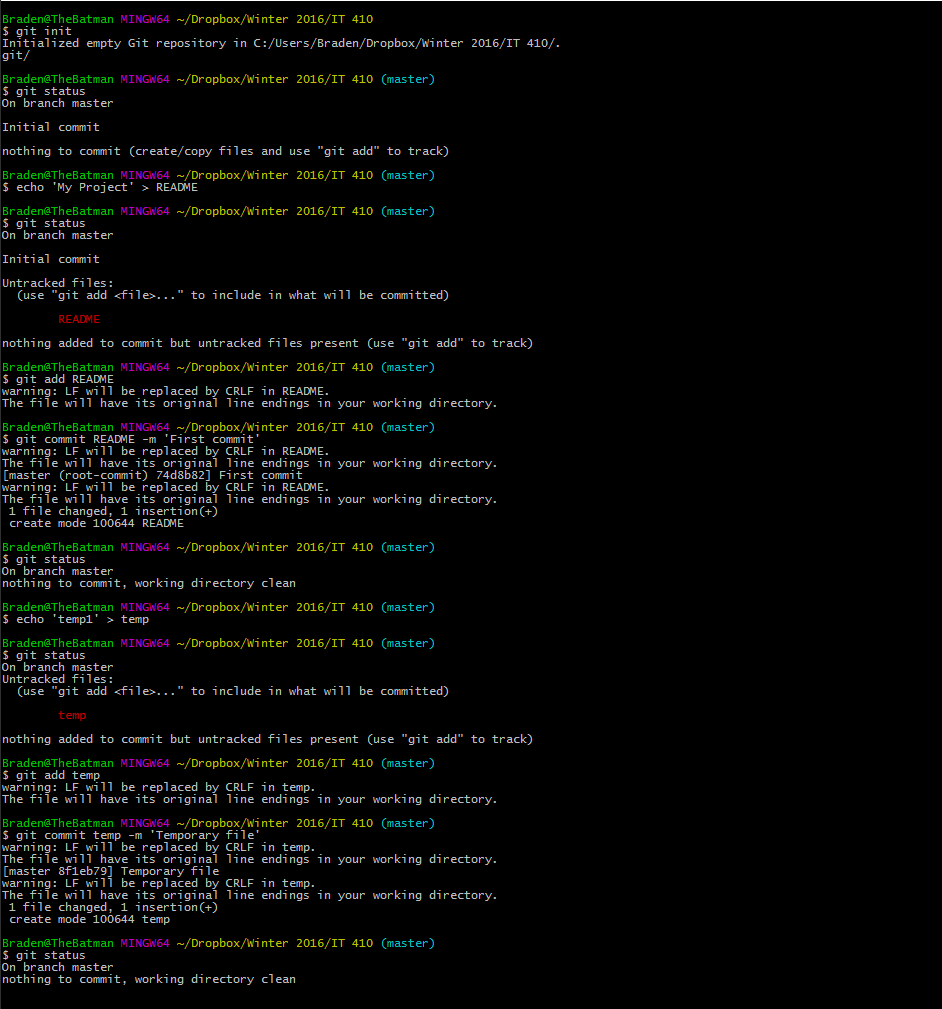 Braden@TheBatman MINGW64 ~/Dropbox/Winter 2016/IT 410
$ git init
Initialized empty Git repository in C:/Users/Braden/Dropbox/Winter 2016/IT 410/.
git/
Braden@TheBatman MINGW64 ~/Dropbox/Winter 2016/IT 410 (master)
$ git status
On branch master
Initial commit
nothing to commit (create/copy files and use "git add" to track)
Braden@TheBatman MINGW64 ~/Dropbox/Winter 2016/IT 410 (master)
$ echo 'My Project' > README
Braden@TheBatman MINGW64 ~/Dropbox/Winter 2016/IT 410 (master)
$ git status
On branch master
Initial commit
Untracked files:
  (use "git add <file>..." to include in what will be committed)
        README
nothing added to commit but untracked files present (use "git add" to track)
Braden@TheBatman MINGW64 ~/Dropbox/Winter 2016/IT 410 (master)
$ git add README
warning: LF will be replaced by CRLF in README.
The file will have its original line endings in your working directory.
Braden@TheBatman MINGW64 ~/Dropbox/Winter 2016/IT 410 (master)
$ git commit README -m 'First commit'
warning: LF will be replaced by CRLF in README.
The file will have its original line endings in your working directory.
[master (root-commit) 74d8b82] First commit
warning: LF will be replaced by CRLF in README.
The file will have its original line endings in your working directory.
 1 file changed, 1 insertion(+)
 create mode 100644 README
Braden@TheBatman MINGW64 ~/Dropbox/Winter 2016/IT 410 (master)
$ git status
On branch master
nothing to commit, working directory clean
Braden@TheBatman MINGW64 ~/Dropbox/Winter 2016/IT 410 (master)
$ echo 'temp1' > temp
Braden@TheBatman MINGW64 ~/Dropbox/Winter 2016/IT 410 (master)
$ git status
On branch master
Untracked files:
  (use "git add <file>..." to include in what will be committed)
        temp
nothing added to commit but untracked files present (use "git add" to track)
Braden@TheBatman MINGW64 ~/Dropbox/Winter 2016/IT 410 (master)
$ git add temp
warning: LF will be replaced by CRLF in temp.
The file will have its original line endings in your working directory.
Braden@TheBatman MINGW64 ~/Dropbox/Winter 2016/IT 410 (master)
$ git commit temp -m 'Temporary file'
warning: LF will be replaced by CRLF in temp.
The file will have its original line endings in your working directory.
[master 8f1eb79] Temporary file
warning: LF will be replaced by CRLF in temp.
The file will have its original line endings in your working directory.
 1 file changed, 1 insertion(+)
 create mode 100644 temp
Braden@TheBatman MINGW64 ~/Dropbox/Winter 2016/IT 410 (master)
$ git status
On branch master
nothing to commit, working directory clean